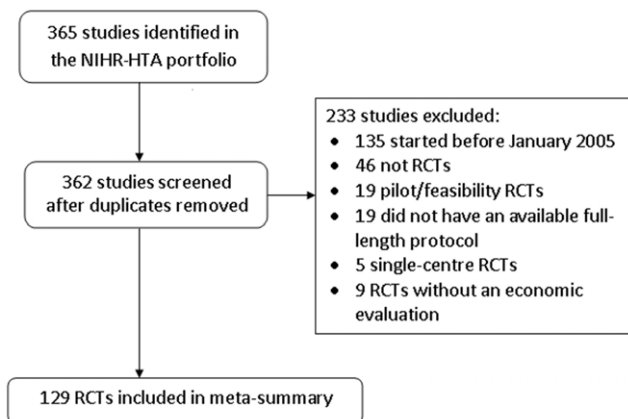 365 studies identified in
the NIHR-HTA portfolio
362 studies screened
after duplicates removed
233 studies excluded:
• 135 started before January 2005
• 46 not RCTs
• 19 pilot/feasibility RCTs
• 19 did not have an available full-
length protocol
• 5 single-centre RCTs
• 9 RCTs without an economic
evaluation
129 RCTs included in meta-summary